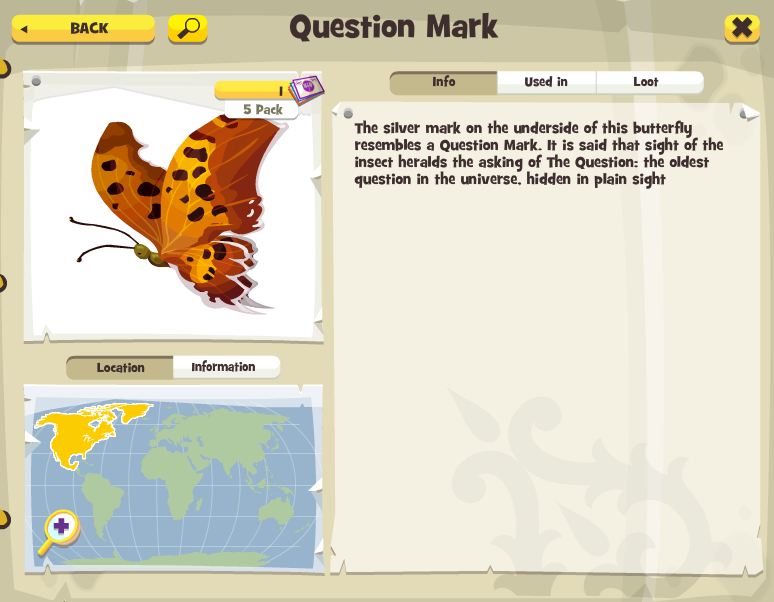 BACK
Question Mark
1
5 Pack
Info
Used in
Loot
The silver mark on the underside of this butterfly
resembles a Question Mark. It is said that sight of the
insect heralds the asking of The Question: the oldest
question in the universe, hidden in plain sight
Location
Information